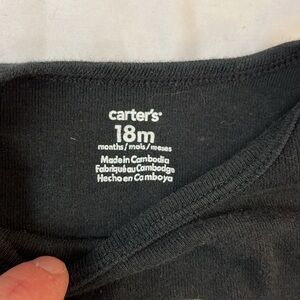 carter's®
18m
months/mois/meses
Made in Cambodia
Fabriqué au Cambodge
Hecho en Camboya